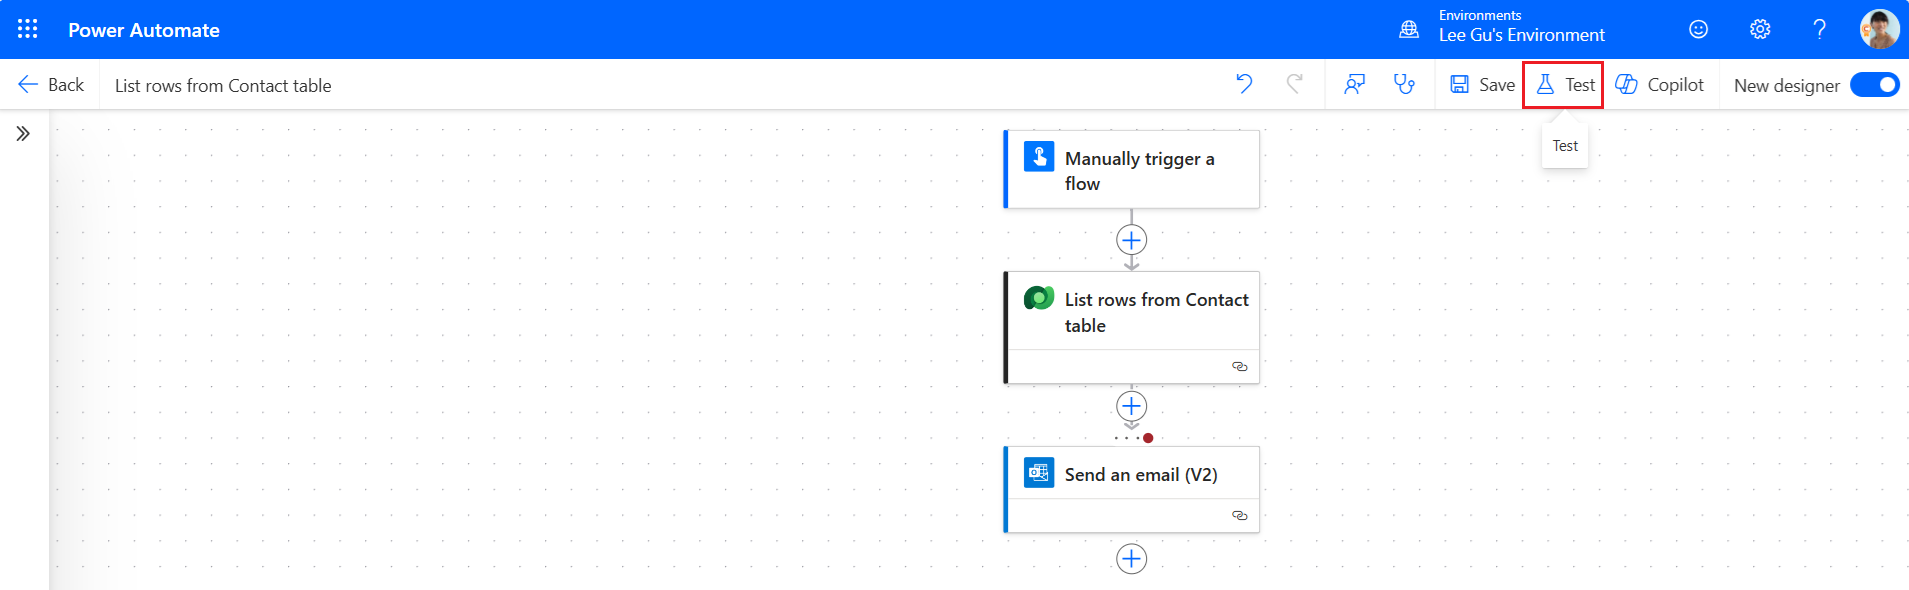 Power Automate
Environments
Lee Gu's Environment
Back
List rows from Contact table
Save
Test
Copilot
New designer
Test
Manually trigger a
flow
List rows from Contact
table
Send an email (V2)